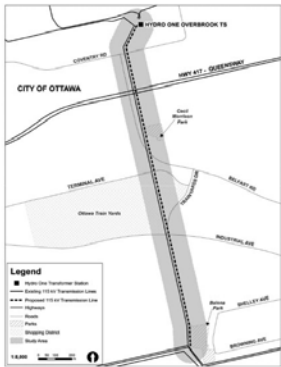 HYDRO ONE OVERBROOK TS
COVENTRY RD
HWY 417 - QUEENSWAY
CITY OF OTTAWA
Cecil
Morrison
Park
TERMINAL AVE
TRAINYARDS DRIVE
BELFAST RD
Ottawa Train Yards
INDUSTRIAL AVE
Legend
Hydro One Transformer Station
Existing 115 kV Transmission Lines
Proposed 115 kV Transmission Line
Highways
Roads
Parks
Shopping District
Study Area
Park
SHELLEY AVE
BROWNING AVE